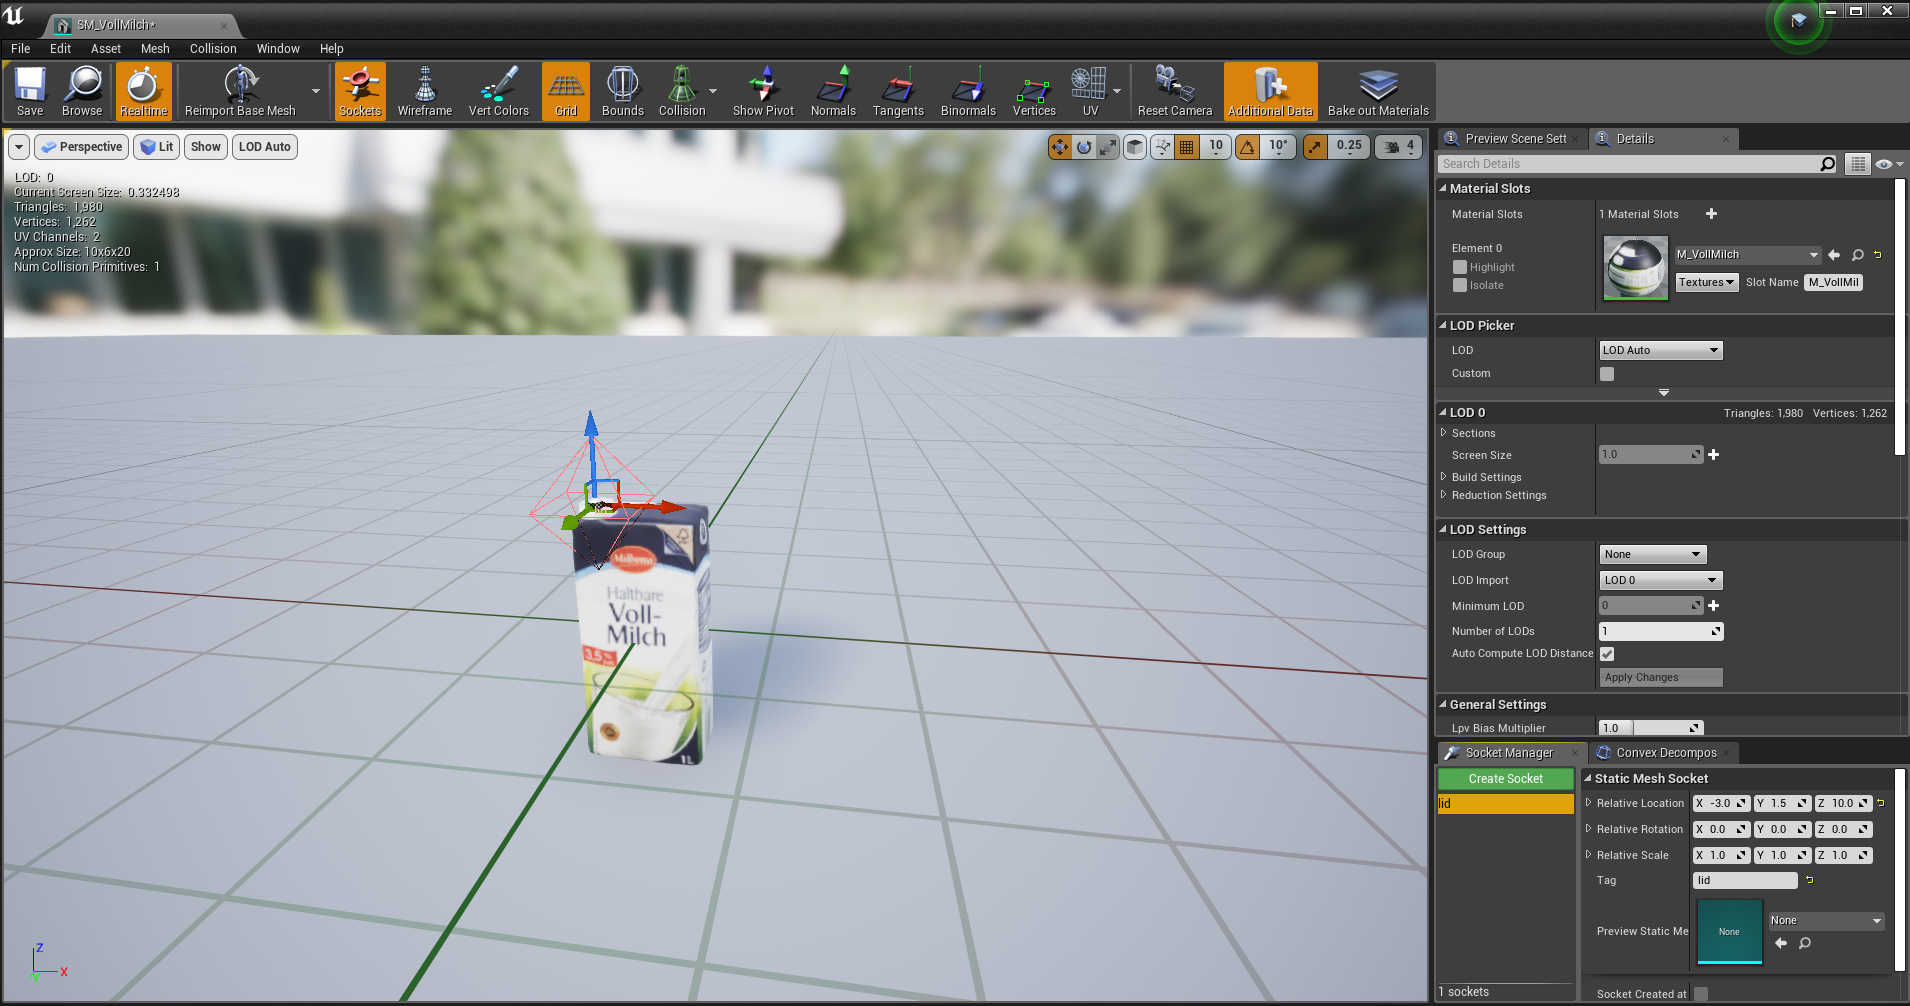 SM_VollMilch*
File Edit Asset Mesh Collision Window Help
Save Browse Realtime Reimport Base Mesh Sockets Wireframe Vert Colors Grid Bounds Collision Show Pivot Normals Tangents Binormals Vertices UV Reset Camera Additional Data Bake out Materials
Perspective Lit Show LOD Auto 10 10° 0.25 4
LOD: 0
Current Screen Size: 0.332498
Triangles: 1,980
Vertices: 1,262
UV Channels: 2
Approx Size: 10x6x20
Num Collision Primitives: 1
Milbona
Haltbare
Voll-
Milch
3,5
1L
Z
X
Y
Preview Scene Sett Details
Search Details
Material Slots
Material Slots 1 Material Slots
Element 0
Highlight
Isolate
M_VollMilch
Textures Slot Name M_VollMil
LOD Picker
LOD LOD Auto
Custom
LOD 0 Triangles: 1,980 Vertices: 1,262
Sections
Screen Size 1.0
Build Settings
Reduction Settings
LOD Settings
LOD Group None
LOD Import LOD 0
Minimum LOD 0
Number of LODs 1
Auto Compute LOD Distance
Apply Changes
General Settings
Lpv Bias Multiplier 1.0
Socket Manager Convex Decompos
Create Socket
lid
1 sockets
Static Mesh Socket
Relative Location X -3.0 Y 1.5 Z 10.0
Relative Rotation X 0.0 Y 0.0 Z 0.0
Relative Scale X 1.0 Y 1.0 Z 1.0
Tag lid
Preview Static Me None None
Socket Created at